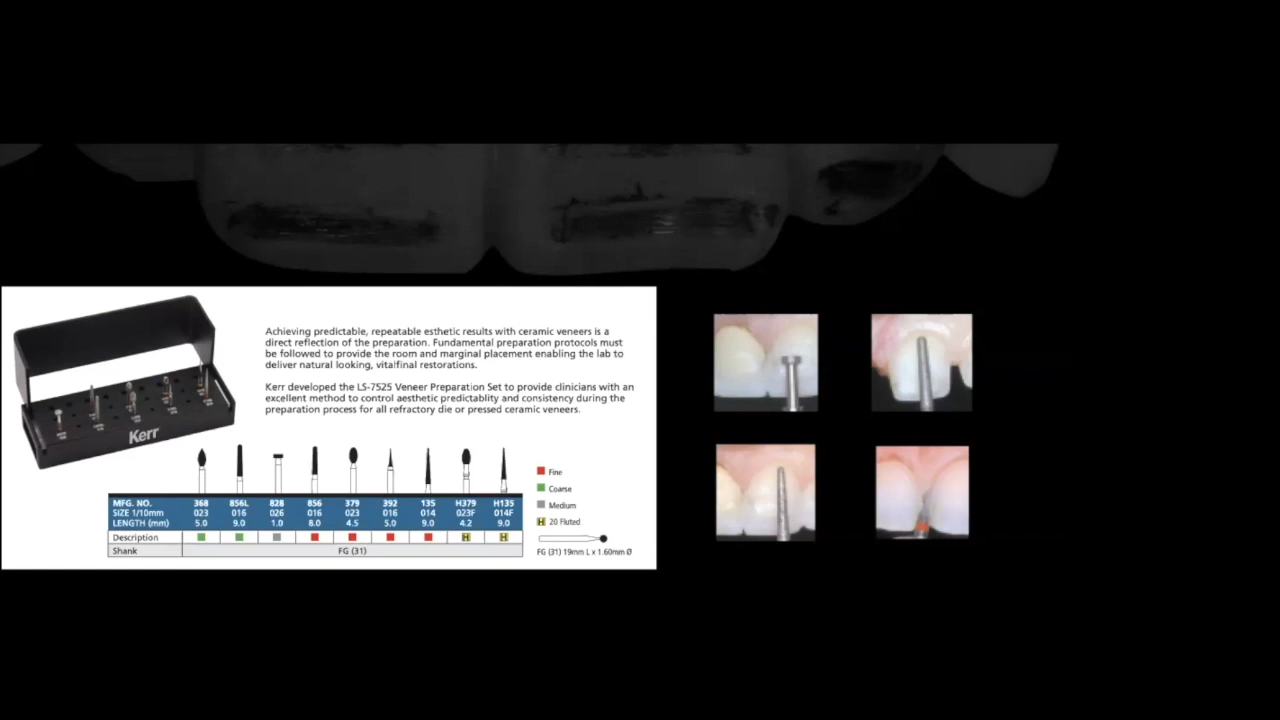 Achieving predictable, repeatable esthetic results with ceramic veneers is a
direct reflection of the preparation. Fundamental preparation protocols must
be followed to provide the room and marginal placement enabling the lab to
deliver natural looking, vital final restorations.
Kerr developed the LS-7525 Veneer Preparation Set to provide clinicians with an
excellent method to control aesthetic predictablity and consistency during the
preparation process for all refractory die or pressed ceramic veneers.
Kerr
MFG. NO. 368 856L 828 856 379 392 135 H379 H135
SIZE 1/10mm 023 016 026 016 023 016 014 023F 014F
LENGTH (mm) 5.0 9.0 1.0 8.0 4.5 5.0 9.0 4.2 9.0
Description H H
Shank FG (31)
Fine
Coarse
Medium
H 20 Fluted
FG (31) 19mm L x 1.60mm Ø